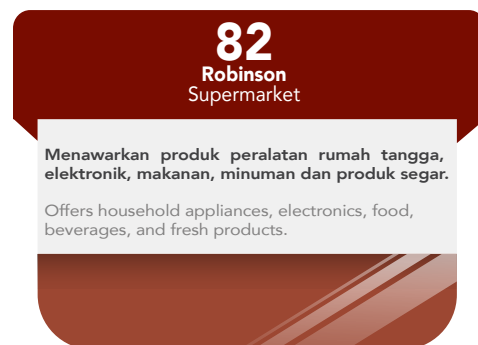 82
Robinson
Supermarket
Menawarkan produk peralatan rumah tangga,
elektronik, makanan, minuman dan produk segar.
Offers household appliances, electronics, food,
beverages, and fresh products.